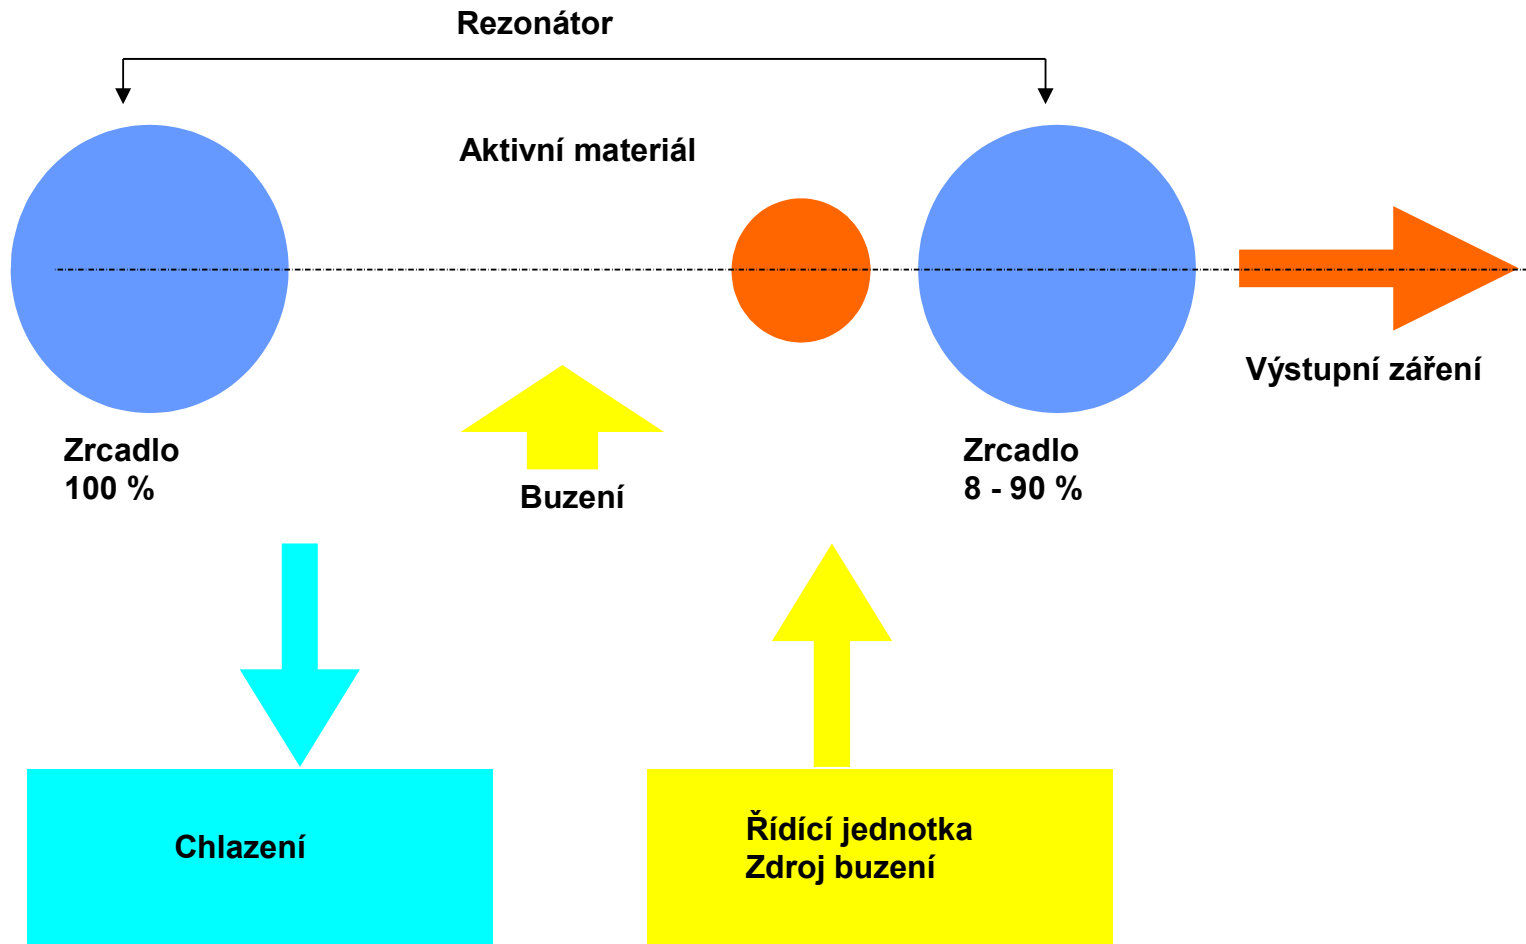 Rezonátor
Aktivní materiál
Výstupní záření
Zrcadlo
100 %
Buzení
Zrcadlo
8 - 90 %
Chlazení
Řídící jednotka
Zdroj buzení